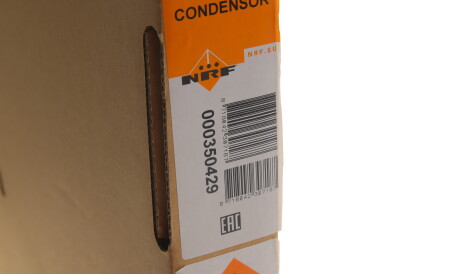 CONDENSOR
NRF.EU
NRF
000350429
EAC